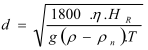 d = √(1800 .η. H_R / g(ρ − ρ_n).T)